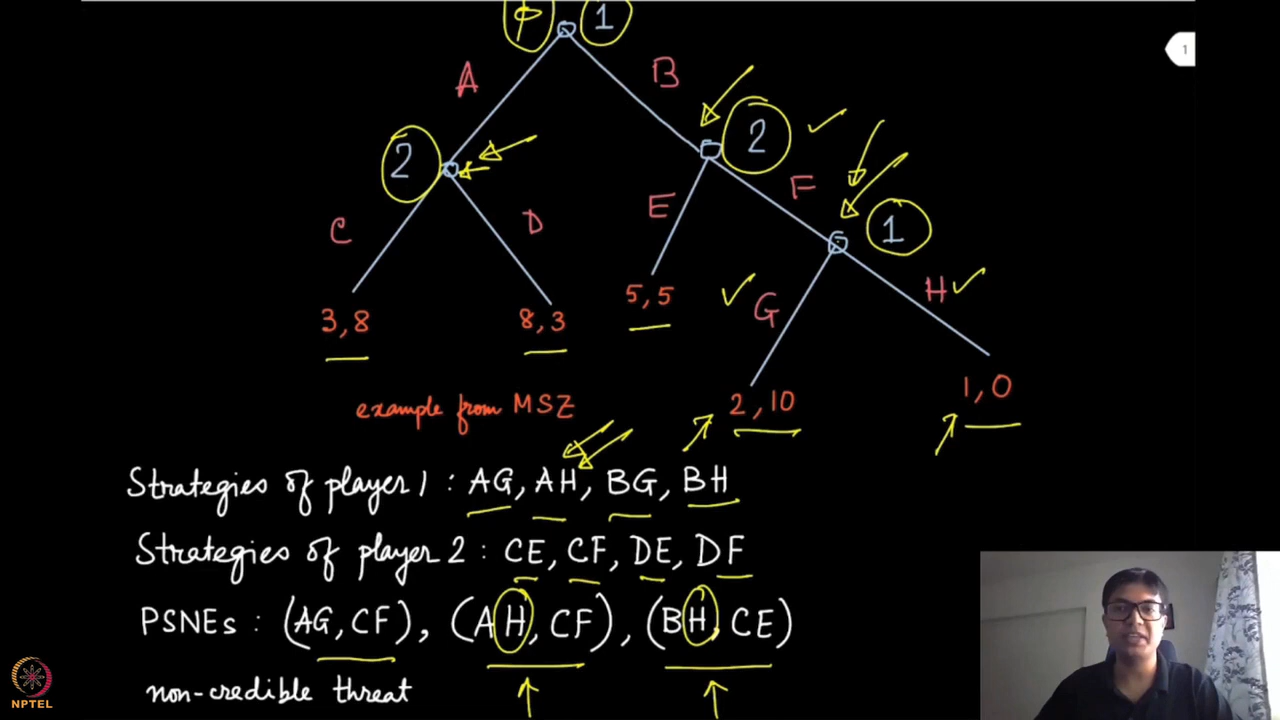 φ 1
1
A B
2 2
F
C D E 1
G H
5,5
3,8 8,3
1,0
example from MSZ 2,10
Strategies of player 1 : AG, AH, BG, BH
Strategies of player 2 : CE, CF, DE, DF
PSNEs : (AG, CF), (AH, CF), (BH, CE)
non-credible threat
NPTEL